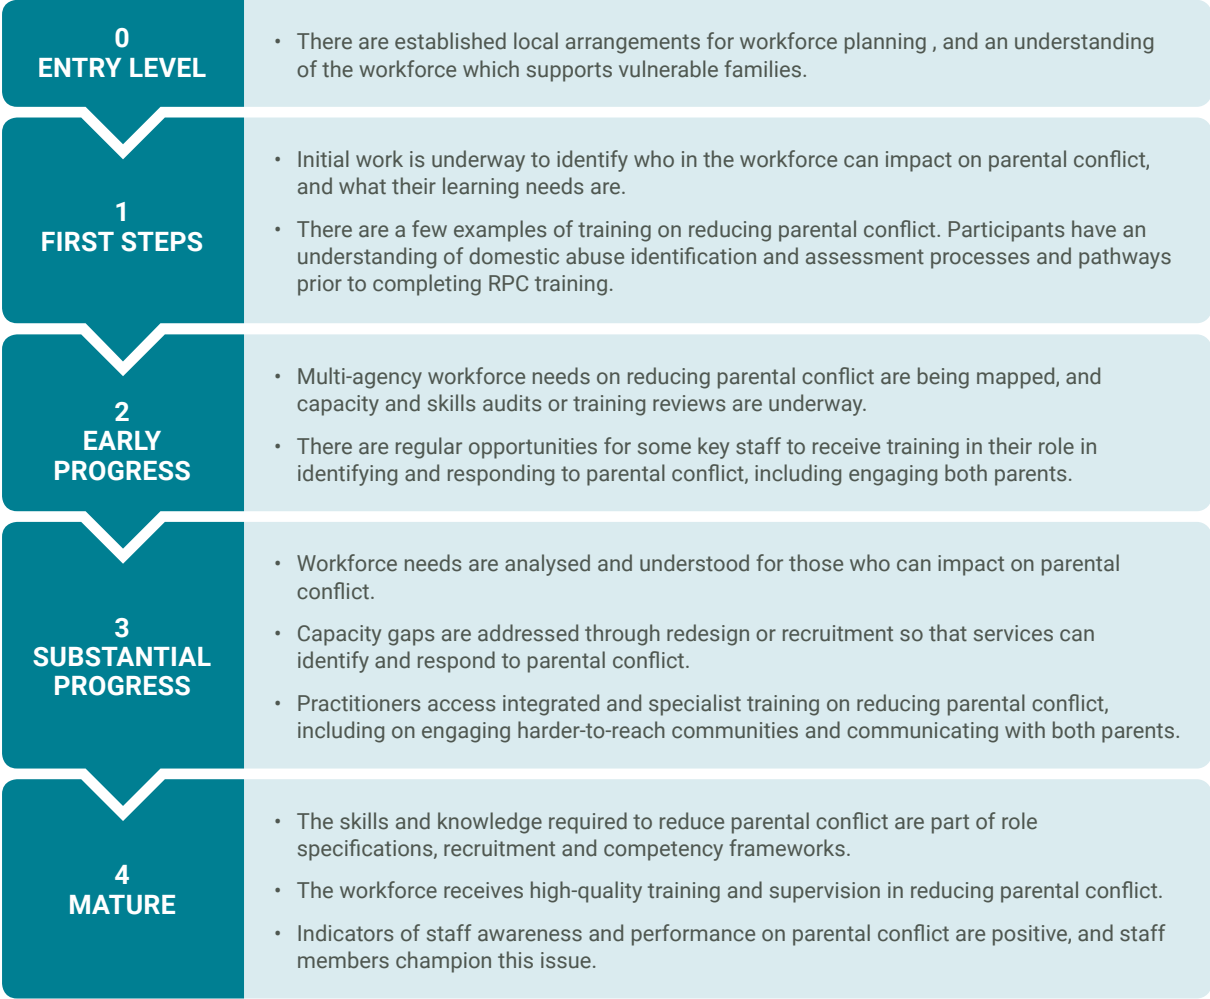 0
ENTRY LEVEL
• There are established local arrangements for workforce planning , and an understanding
of the workforce which supports vulnerable families.
1
FIRST STEPS
• Initial work is underway to identify who in the workforce can impact on parental conflict,
and what their learning needs are.
• There are a few examples of training on reducing parental conflict. Participants have an
understanding of domestic abuse identification and assessment processes and pathways
prior to completing RPC training.
2
EARLY
PROGRESS
• Multi-agency workforce needs on reducing parental conflict are being mapped, and
capacity and skills audits or training reviews are underway.
• There are regular opportunities for some key staff to receive training in their role in
identifying and responding to parental conflict, including engaging both parents.
3
SUBSTANTIAL
PROGRESS
• Workforce needs are analysed and understood for those who can impact on parental
conflict.
• Capacity gaps are addressed through redesign or recruitment so that services can
identify and respond to parental conflict.
• Practitioners access integrated and specialist training on reducing parental conflict,
including on engaging harder-to-reach communities and communicating with both parents.
4
MATURE
• The skills and knowledge required to reduce parental conflict are part of role
specifications, recruitment and competency frameworks.
• The workforce receives high-quality training and supervision in reducing parental conflict.
• Indicators of staff awareness and performance on parental conflict are positive, and staff
members champion this issue.